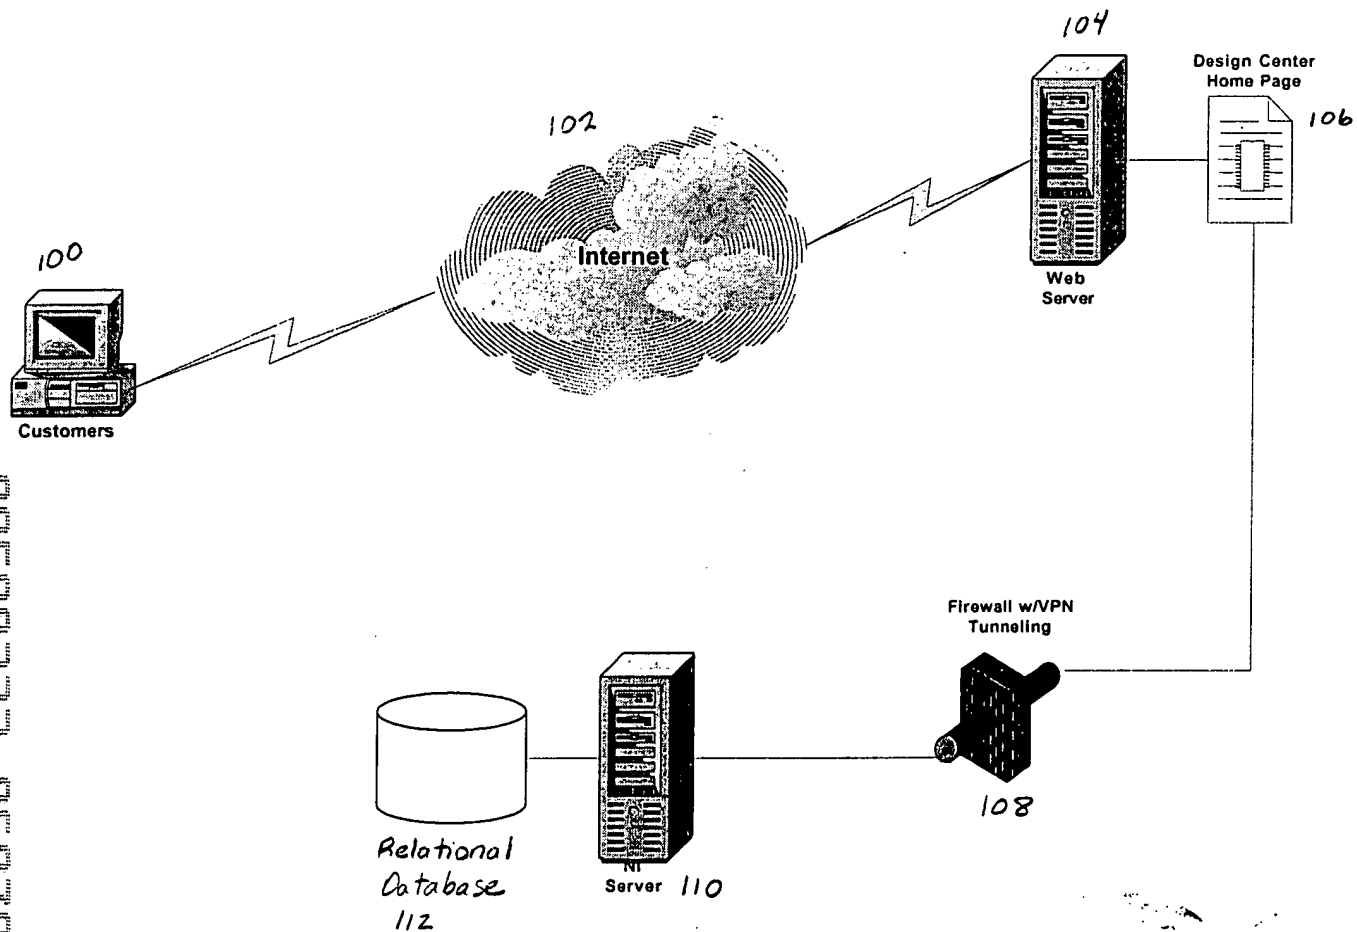 104
Design Center
Home Page
106
102
Internet
100
Web
Server
Customers
Firewall w/VPN
Tunneling
108
Relational
Database
112
NI
Server 110